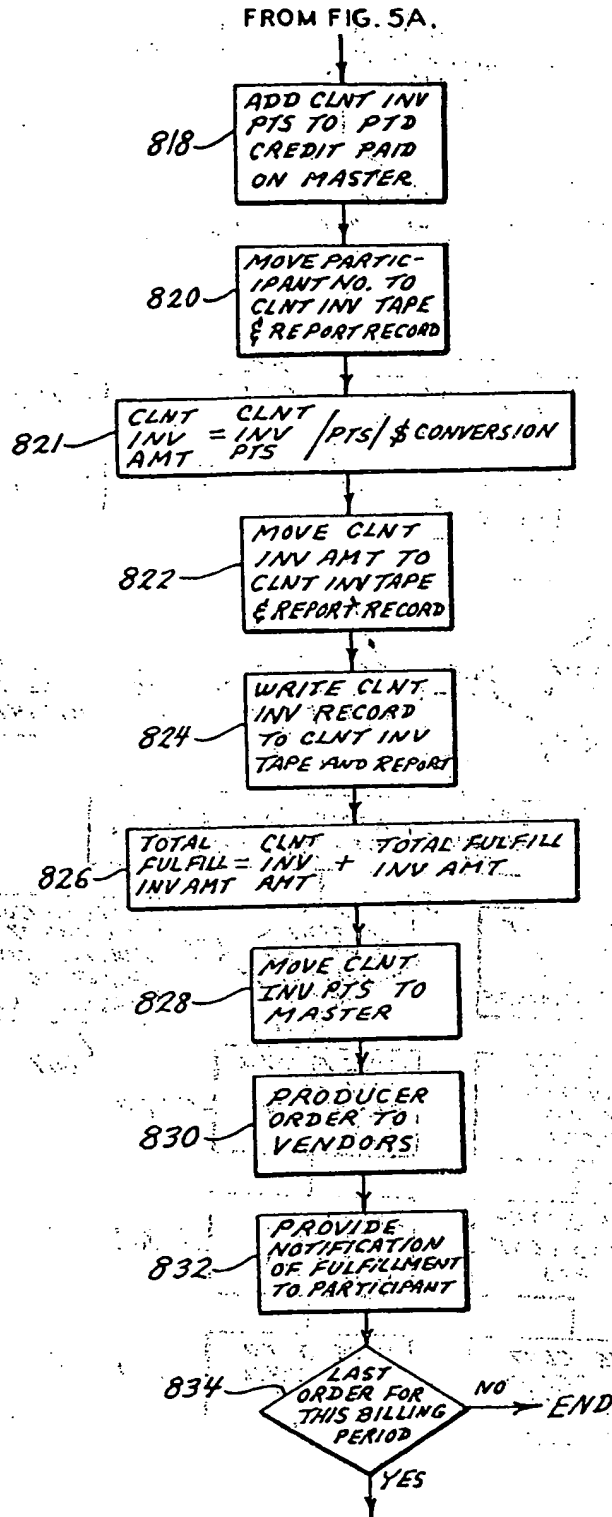 FROM FIG. 5A.
818
ADD CLNT INV
PTS TO PTD
CREDIT PAID
ON MASTER
820
MOVE PARTIC-
IPANT NO. TO
CLNT INV TAPE
& REPORT RECORD
821
CLNT INV AMT = CLNT INV PTS / PTS / $ CONVERSION
822
MOVE CLNT
INV AMT TO
CLNT INV TAPE
& REPORT RECORD
824
WRITE CLNT
INV RECORD
TO CLNT INV
TAPE AND REPORT
826
TOTAL FULFILL INV AMT = CLNT INV AMT + TOTAL FULFILL INV AMT
828
MOVE CLNT
INV PTS TO
MASTER
830
PRODUCER
ORDER TO
VENDORS
832
PROVIDE
NOTIFICATION
OF FULFILLMENT
TO PARTICIPANT
834
LAST
ORDER FOR
THIS BILLING
PERIOD
NO
END
YES